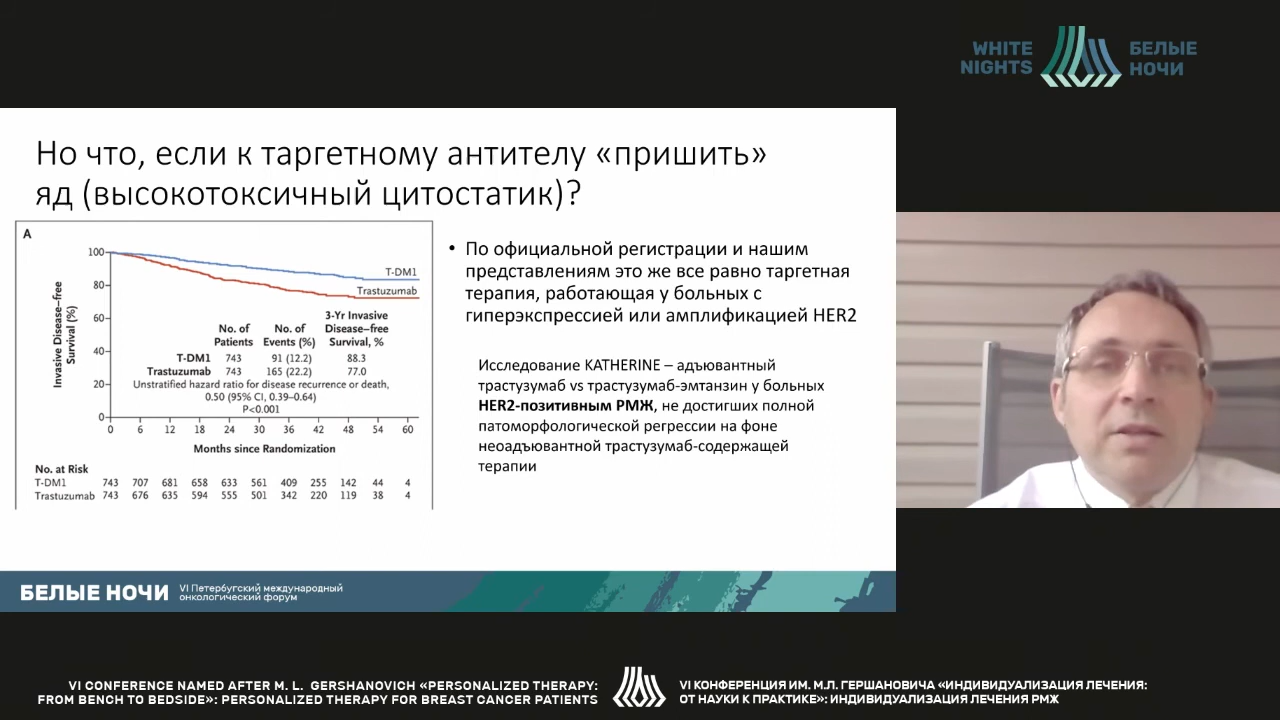 WHITE
NIGHTS
БЕЛЫЕ
НОЧИ
Но что, если к таргетному антителу «пришить»
яд (высокотоксичный цитостатик)?
A
100
80
60
40
20
0
Invasive Disease–free
Survival (%)
T-DM1
Trastuzumab
No. of
Patients
No. of
Events (%)
3-Yr Invasive
Disease–free
Survival, %
T-DM1 743 91 (12.2) 88.3
Trastuzumab 743 165 (22.2) 77.0
Unstratified hazard ratio for disease recurrence or death,
0.50 (95% CI, 0.39–0.64)
P<0.001
0 6 12 18 24 30 36 42 48 54 60
Months since Randomization
No. at Risk
T-DM1 743 707 681 658 633 561 409 255 142 44 4
Trastuzumab 743 676 635 594 555 501 342 220 119 38 4
• По официальной регистрации и нашим
представлениям это же все равно таргетная
терапия, работающая у больных с
гиперэкспрессией или амплификацией HER2
Исследование KATHERINE – адъювантный
трастузумаб vs трастузумаб-эмтанзин у больных
HER2-позитивным РМЖ, не достигших полной
патоморфологической регрессии на фоне
неоадъювантной трастузумаб-содержащей
терапии
БЕЛЫЕ НОЧИ
VI Петербугский международный
онкологический форум
VI CONFERENCE NAMED AFTER M. L. GERSHANOVICH «PERSONALIZED THERAPY:
FROM BENCH TO BEDSIDE»: PERSONALIZED THERAPY FOR BREAST CANCER PATIENTS
VI КОНФЕРЕНЦИЯ ИМ. М.Л. ГЕРШАНОВИЧА «ИНДИВИДУАЛИЗАЦИЯ ЛЕЧЕНИЯ:
ОТ НАУКИ К ПРАКТИКЕ»: ИНДИВИДУАЛИЗАЦИЯ ЛЕЧЕНИЯ РМЖ